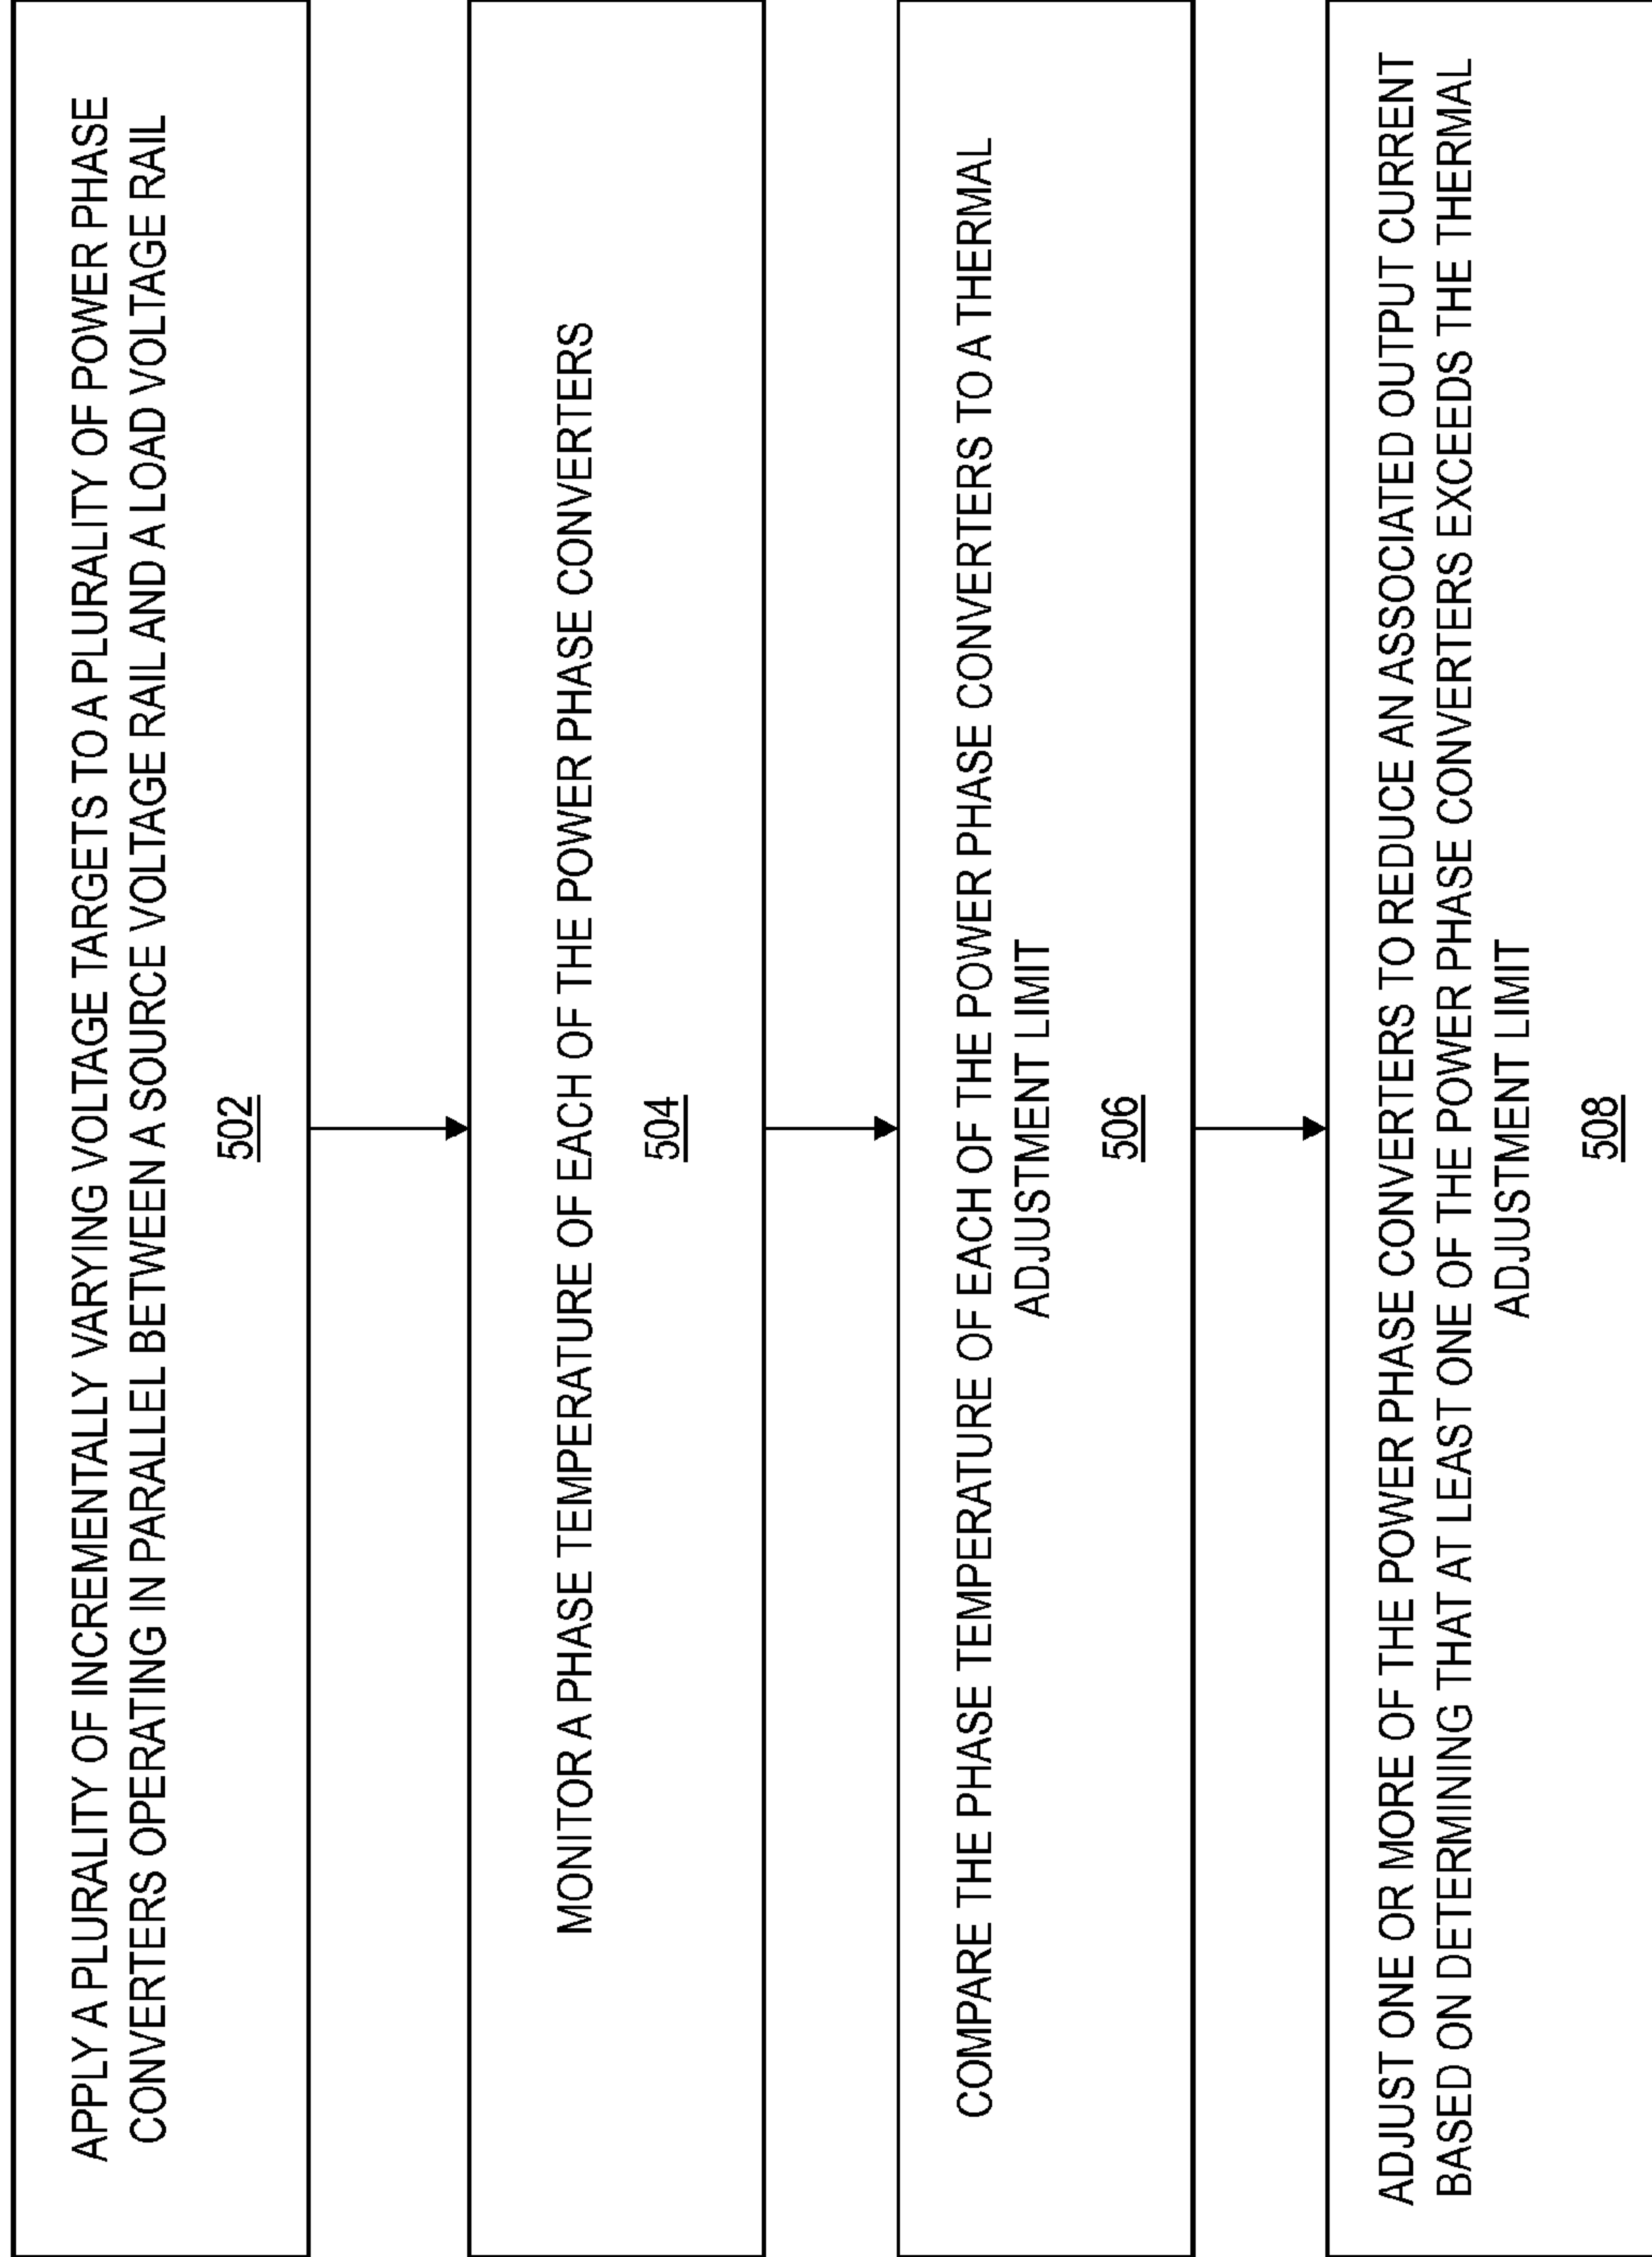 APPLY A PLURALITY OF INCREMENTALLY VARYING VOLTAGE TARGETS TO A PLURALITY OF POWER PHASE
CONVERTERS OPERATING IN PARALLEL BETWEEN A SOURCE VOLTAGE RAIL AND A LOAD VOLTAGE RAIL
502
MONITOR A PHASE TEMPERATURE OF EACH OF THE POWER PHASE CONVERTERS
504
COMPARE THE PHASE TEMPERATURE OF EACH OF THE POWER PHASE CONVERTERS TO A THERMAL
ADJUSTMENT LIMIT
506
ADJUST ONE OR MORE OF THE POWER PHASE CONVERTERS TO REDUCE AN ASSOCIATED OUTPUT CURRENT
BASED ON DETERMINING THAT AT LEAST ONE OF THE POWER PHASE CONVERTERS EXCEEDS THE THERMAL
ADJUSTMENT LIMIT
508